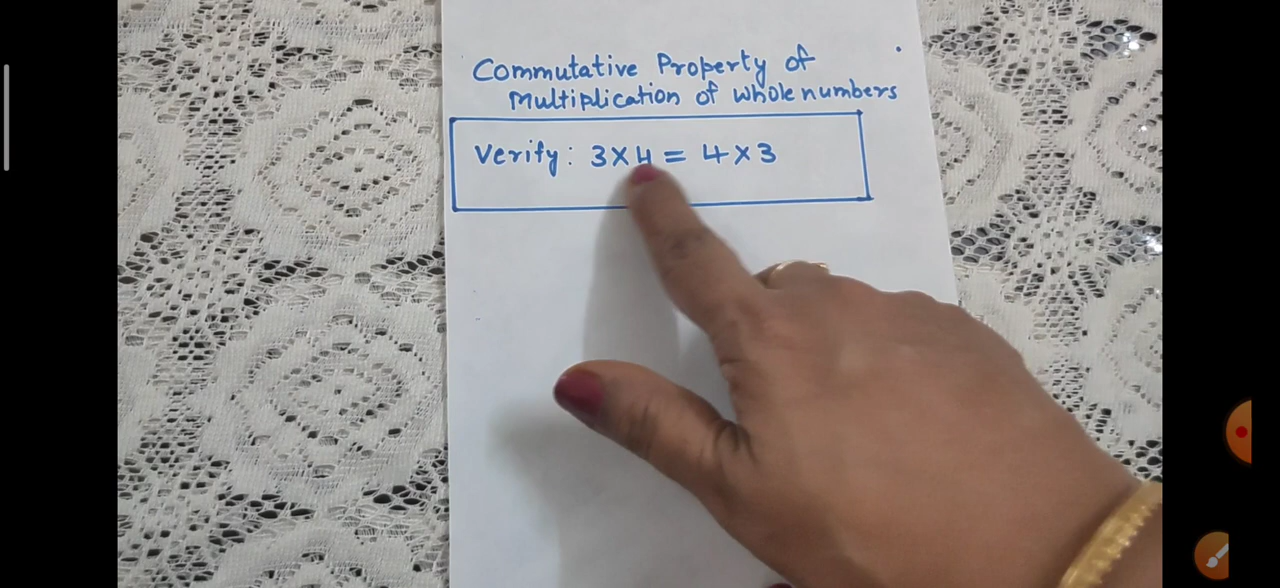 Commutative Property of
Multiplication of whole numbers
Verify: 3 × 4 = 4 × 3